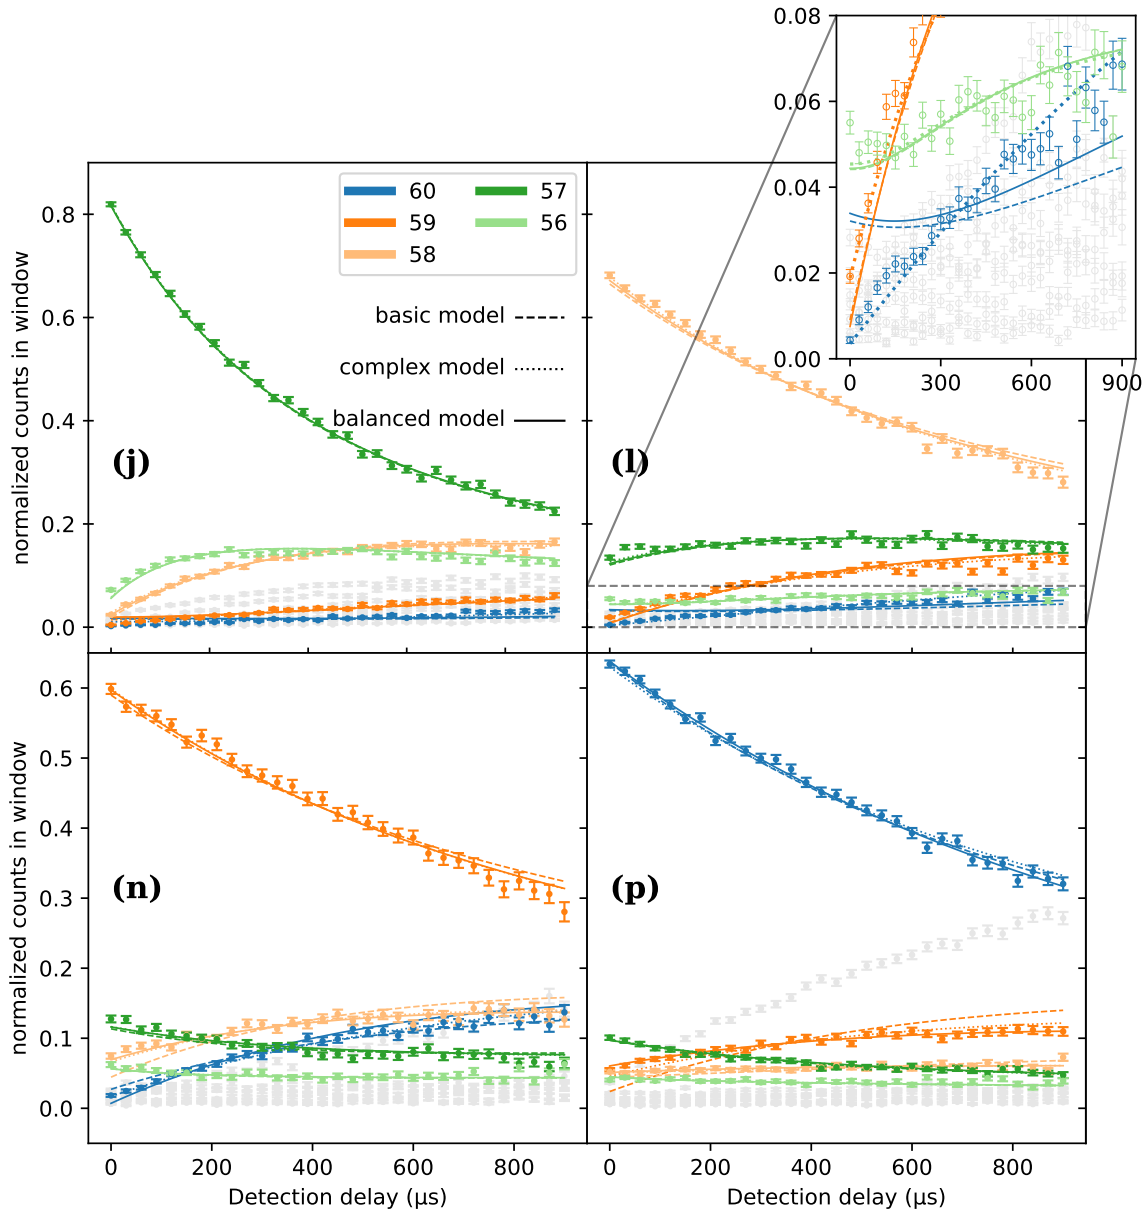 0.08
0.06
0.04
0.02
0.00
0 300 600 900
60 57
59 56
58
basic model
complex model
balanced model
0.8
0.6
0.4
0.2
0.0
normalized counts in window
(j) (l)
0.6
0.5
0.4
0.3
0.2
0.1
0.0
normalized counts in window
(n) (p)
0 200 400 600 800
0 200 400 600 800
Detection delay (μs) Detection delay (μs)